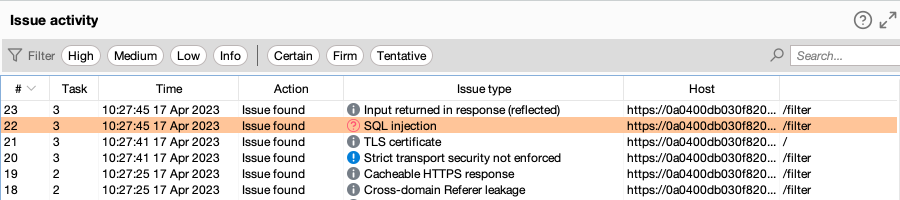 Issue activity
Filter High Medium Low Info Certain Firm Tentative Search...
# Task Time Action Issue type Host
23 3 10:27:45 17 Apr 2023 Issue found Input returned in response (reflected) https://0a0400db030f820... /filter
22 3 10:27:45 17 Apr 2023 Issue found SQL injection https://0a0400db030f820... /filter
21 3 10:27:41 17 Apr 2023 Issue found TLS certificate https://0a0400db030f820... /
20 3 10:27:41 17 Apr 2023 Issue found Strict transport security not enforced https://0a0400db030f820... /filter
19 2 10:27:25 17 Apr 2023 Issue found Cacheable HTTPS response https://0a0400db030f820... /filter
18 2 10:27:25 17 Apr 2023 Issue found Cross-domain Referer leakage https://0a0400db030f820... /filter